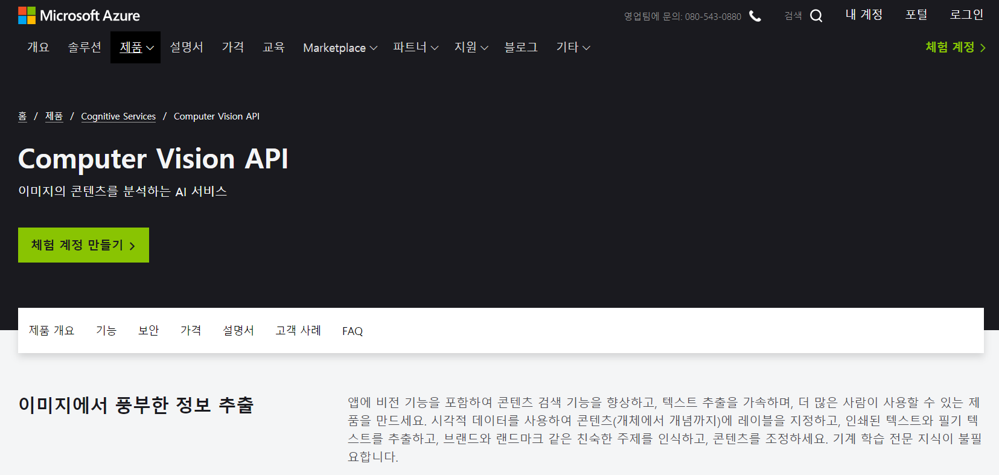 Microsoft Azure
영업팀에 문의: 080-543-0880
검색
내 계정
포털
로그인
개요
솔루션
제품
설명서
가격
교육
Marketplace
파트너
지원
블로그
기타
체험 계정
홈 / 제품 / Cognitive Services / Computer Vision API
Computer Vision API
이미지의 콘텐츠를 분석하는 AI 서비스
체험 계정 만들기
제품 개요
기능
보안
가격
설명서
고객 사례
FAQ
이미지에서 풍부한 정보 추출
앱에 비전 기능을 포함하여 콘텐츠 검색 기능을 향상하고, 텍스트 추출을 가속하며, 더 많은 사람이 사용할 수 있는 제
품을 만드세요. 시각적 데이터를 사용하여 콘텐츠(개체에서 개념까지)에 레이블을 지정하고, 인쇄된 텍스트와 필기 텍
스트를 추출하고, 브랜드와 랜드마크 같은 친숙한 주제를 인식하고, 콘텐츠를 조정하세요. 기계 학습 전문 지식이 불필
요합니다.